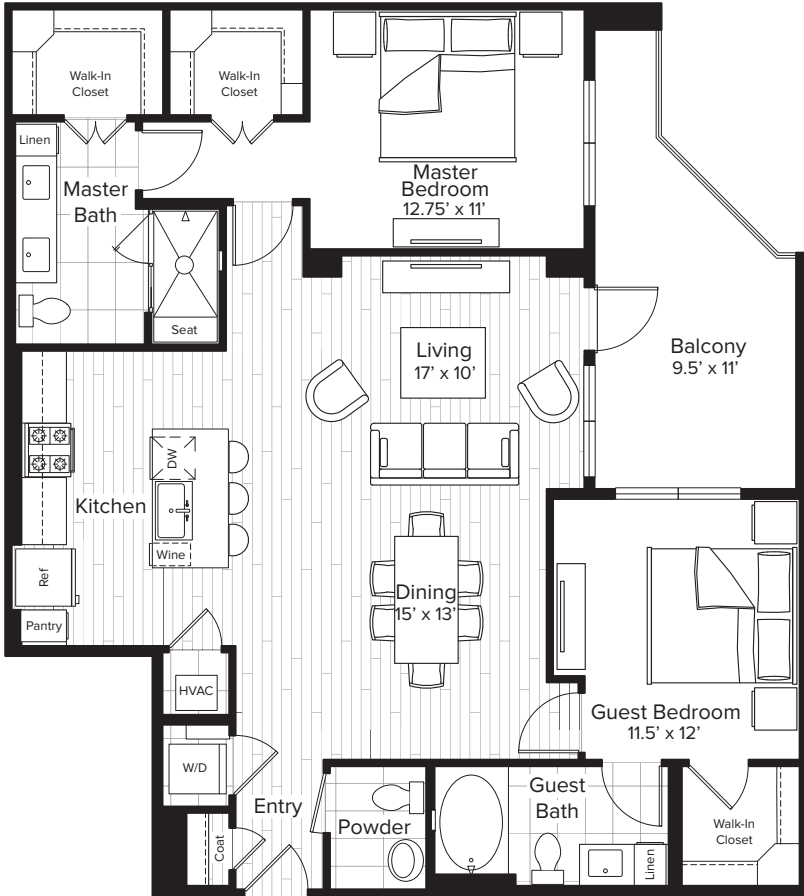 Walk-In
Closet
Walk-In
Closet
Linen
Master
Bath
Master
Bedroom
12.75' x 11'
Seat
Living
17' x 10'
Balcony
9.5' x 11'
Kitchen
DW
Wine
Ref
Pantry
Dining
15' x 13'
HVAC
Guest Bedroom
11.5' x 12'
W/D
Entry
Coat
Powder
Guest
Bath
Linen
Walk-In
Closet